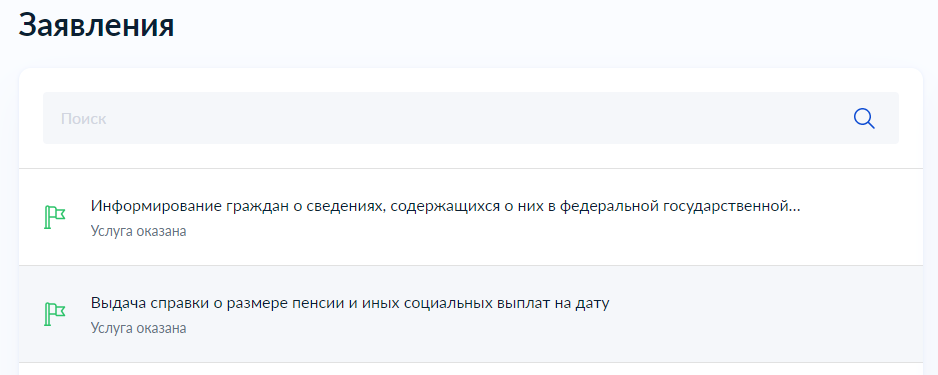 Заявления
Поиск
Информирование граждан о сведениях, содержащихся о них в федеральной государственной...
Услуга оказана
Выдача справки о размере пенсии и иных социальных выплат на дату
Услуга оказана